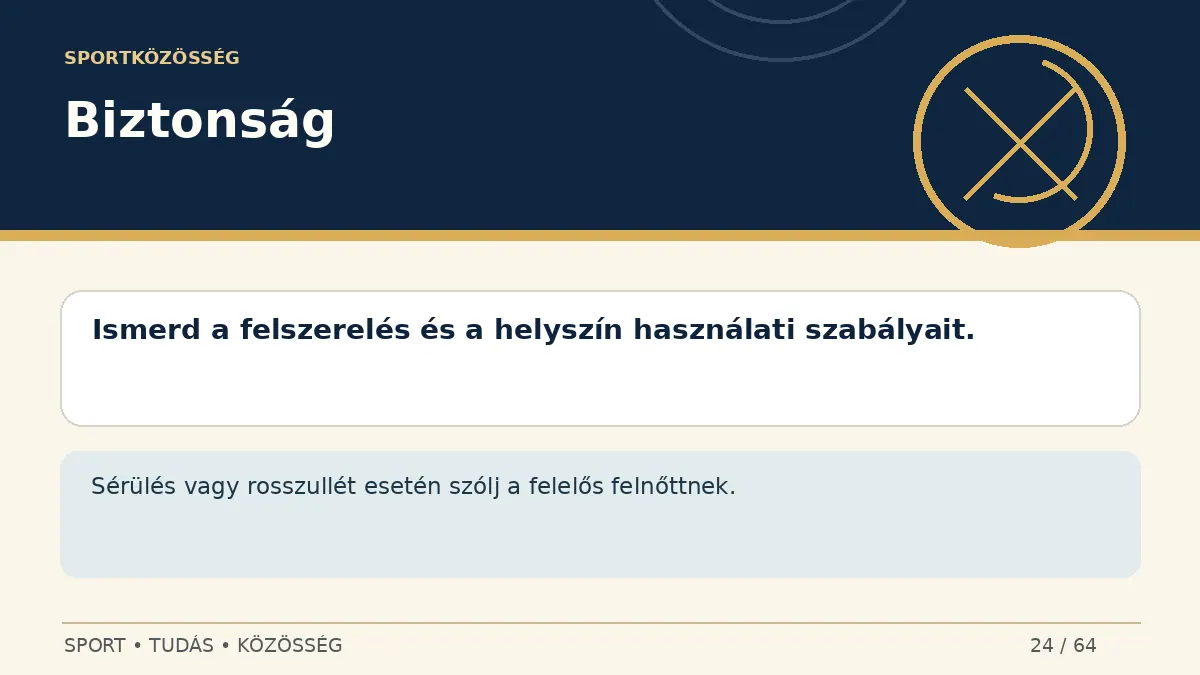 SPORTKÖZÖSSÉG
Biztonság
Ismerd a felszerelés és a helyszín használati szabályait.
Sérülés vagy rosszullét esetén szólj a felelős felnőttnek.
SPORT • TUDÁS • KÖZÖSSÉG
24 / 64